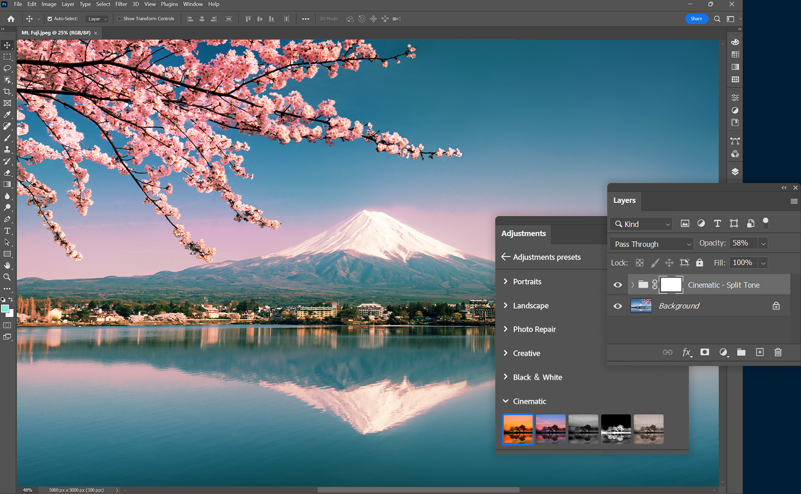 Ps File Edit Image Layer Type Select Filter 3D View Plugins Window Help
Auto-Select: Layer Show Transform Controls 3D Mode: Share
Mt. Fuji.jpeg @ 25% (RGB/8#) ×
Layers
Kind
Pass Through Opacity: 58%
Lock: Fill: 100%
Cinematic - Split Tone
Background
fx
Adjustments
Adjustments presets
Portraits
Landscape
Photo Repair
Creative
Black & White
Cinematic
48% 5000 px x 5000 px (300 ppi)